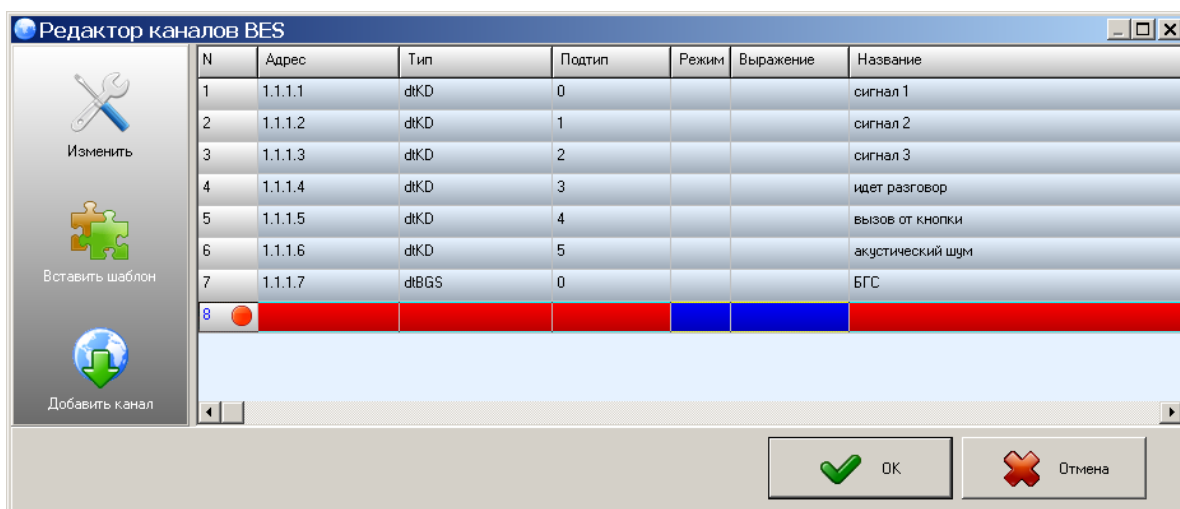 Редактор каналов BES
N Адрес Тип Подтип Режим Выражение Название
1 1.1.1.1 dtKD 0 сигнал 1
2 1.1.1.2 dtKD 1 сигнал 2
3 1.1.1.3 dtKD 2 сигнал 3
4 1.1.1.4 dtKD 3 идет разговор
5 1.1.1.5 dtKD 4 вызов от кнопки
6 1.1.1.6 dtKD 5 акустический шум
7 1.1.1.7 dtBGS 0 БГС
8
Изменить
Вставить шаблон
Добавить канал
OK
Отмена